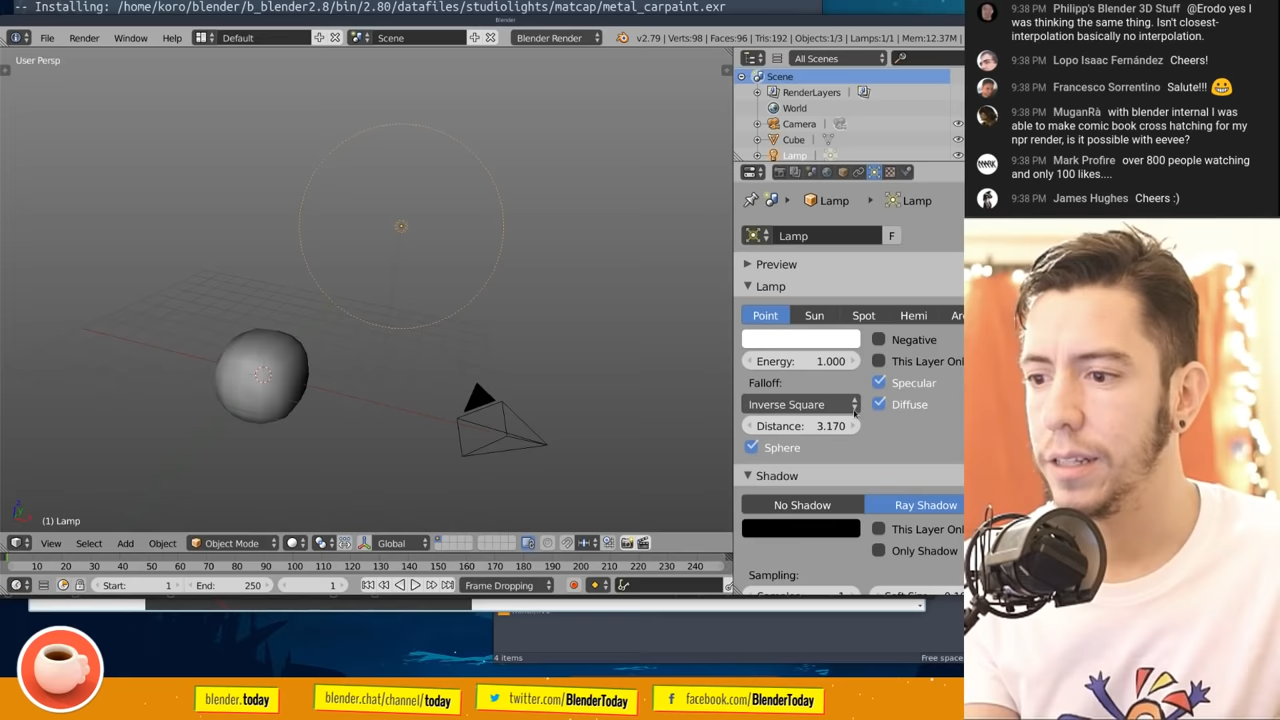 -- Installing: /home/koro/blender/b_blender2.8/bin/2.80/datafiles/studiolights/matcap/metal_carpaint.exr
Blender
File Render Window Help Default Scene Blender Render v2.79 | Verts:98 | Faces:96 | Tris:192 | Objects:1/3 | Lamps:1/1 | Mem:12.37M
User Persp
All Scenes
Scene
RenderLayers
World
Camera
Cube
Lamp
Lamp Lamp
Lamp F
Preview
Lamp
Point Sun Spot Hemi
Negative
Energy: 1.000 This Layer Onl
Falloff: Specular
Inverse Square Diffuse
Distance: 3.170
Sphere
Shadow
No Shadow Ray Shadow
This Layer Onl
Only Shadow
Sampling:
(1) Lamp
View Select Add Object Object Mode Global
10 20 30 40 50 60 70 80 90 100 110 120 130 140 150 160 170 180 190 200 210 220 230 240
Start: 1 End: 250 1 Frame Dropping
4 items Free space
Philipp's Blender 3D Stuff @Erodo yes I
was thinking the same thing. Isn't closest-
interpolation basically no interpolation.
9:38 PM Lopo Isaac Fernández Cheers!
9:38 PM Francesco Sorrentino Salute!!!
9:38 PM MuganRà with blender internal I was
able to make comic book cross hatching for my
npr render, is it possible with eevee?
9:38 PM Mark Profire over 800 people watching
and only 100 likes....
9:38 PM James Hughes Cheers :)
blender.today
blender.chat/channel/today
twitter.com/BlenderToday
facebook.com/BlenderToday